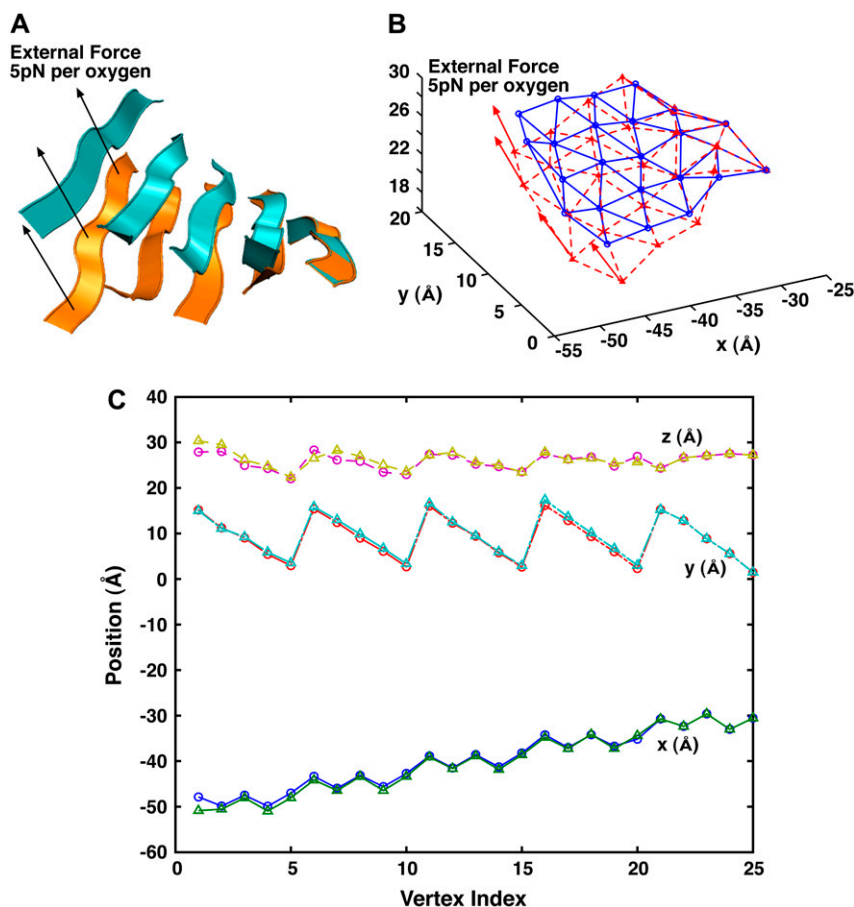 A
External Force
5pN per oxygen
B
External Force
5pN per oxygen
30
26
22
18
20
15
10
5
0
y (Å)
-55
-50
-45
-40
-35
-30
-25
x (Å)
C
40
30
20
10
0
-10
-20
-30
-40
-50
-60
Position (Å)
z (Å)
y (Å)
x (Å)
0
5
10
15
20
25
Vertex Index